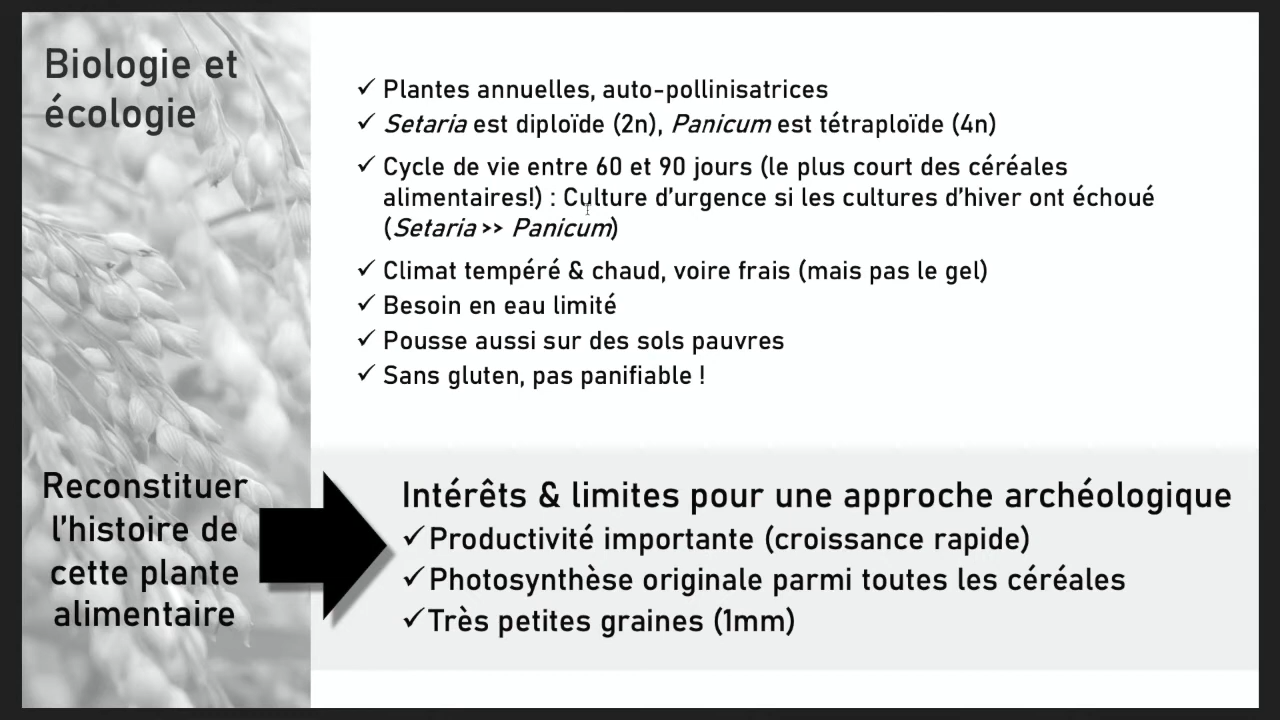 Biologie et
écologie
✓ Plantes annuelles, auto-pollinisatrices
✓ Setaria est diploïde (2n), Panicum est tétraploïde (4n)
✓ Cycle de vie entre 60 et 90 jours (le plus court des céréales
alimentaires!) : Culture d'urgence si les cultures d'hiver ont échoué
(Setaria >> Panicum)
✓ Climat tempéré & chaud, voire frais (mais pas le gel)
✓ Besoin en eau limité
✓ Pousse aussi sur des sols pauvres
✓ Sans gluten, pas panifiable !
Reconstituer
l'histoire de
cette plante
alimentaire
Intérêts & limites pour une approche archéologique
✓ Productivité importante (croissance rapide)
✓ Photosynthèse originale parmi toutes les céréales
✓ Très petites graines (1mm)